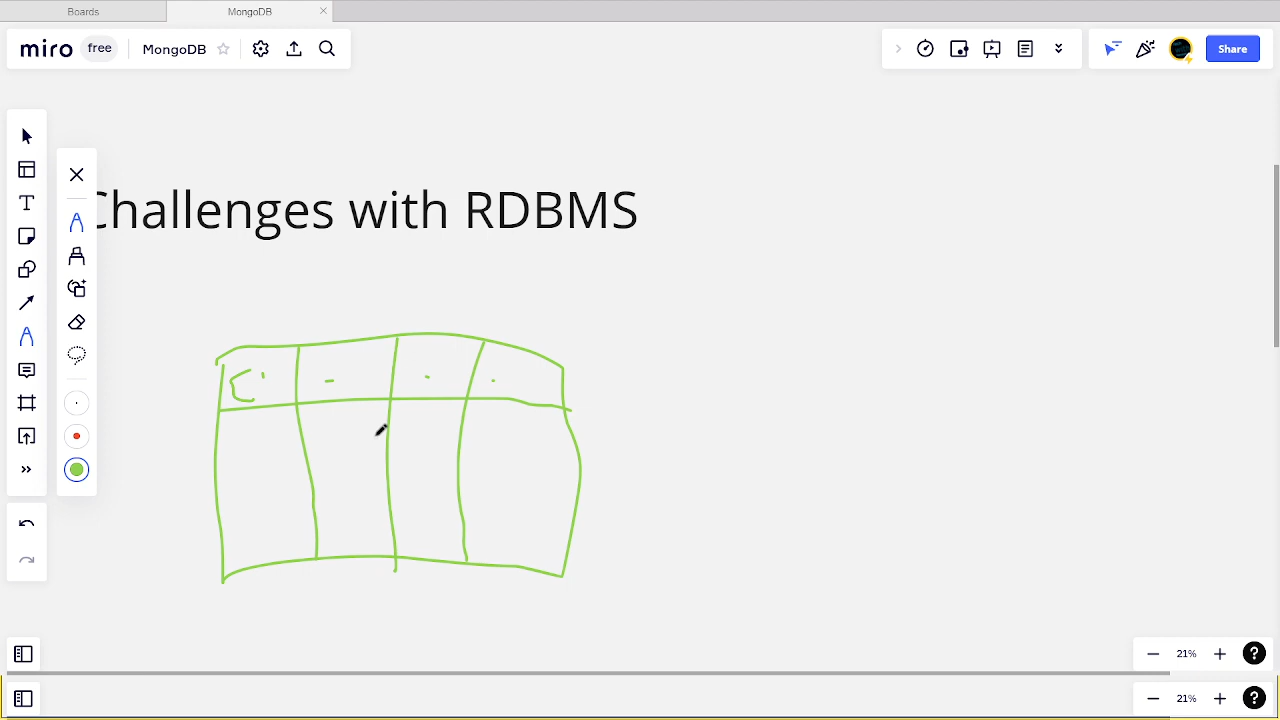 Boards
MongoDB
miro free MongoDB
Share
Challenges with RDBMS
C'
21%
21%